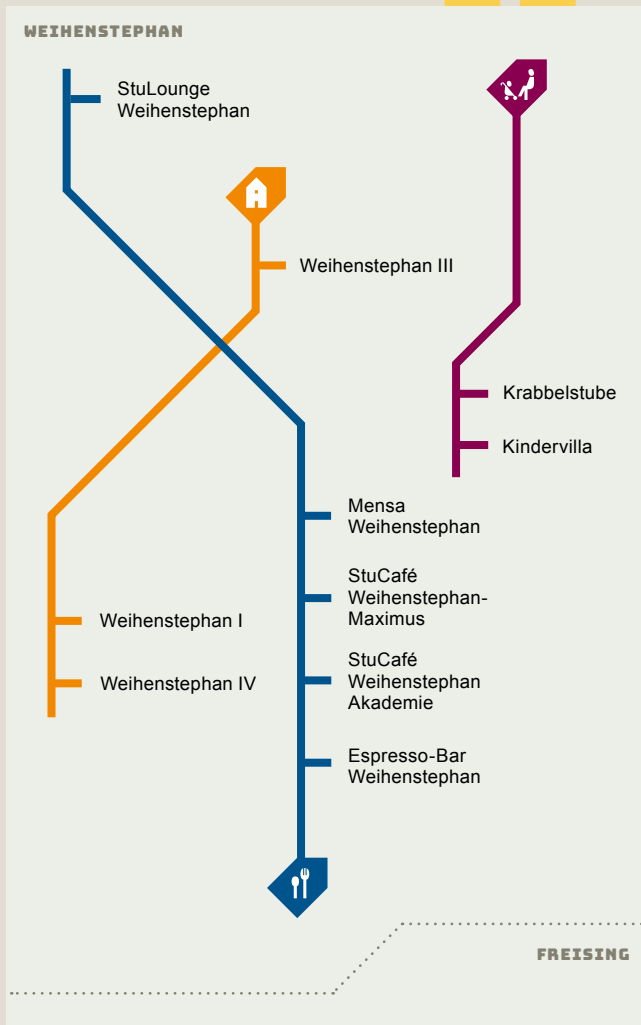 WEIHENSTEPHAN
StuLounge
Weihenstephan
Weihenstephan III
Krabbelstube
Kindervilla
Mensa
Weihenstephan
StuCafé
Weihenstephan-
Maximus
Weihenstephan I
StuCafé
Weihenstephan
Akademie
Weihenstephan IV
Espresso-Bar
Weihenstephan
FREISING